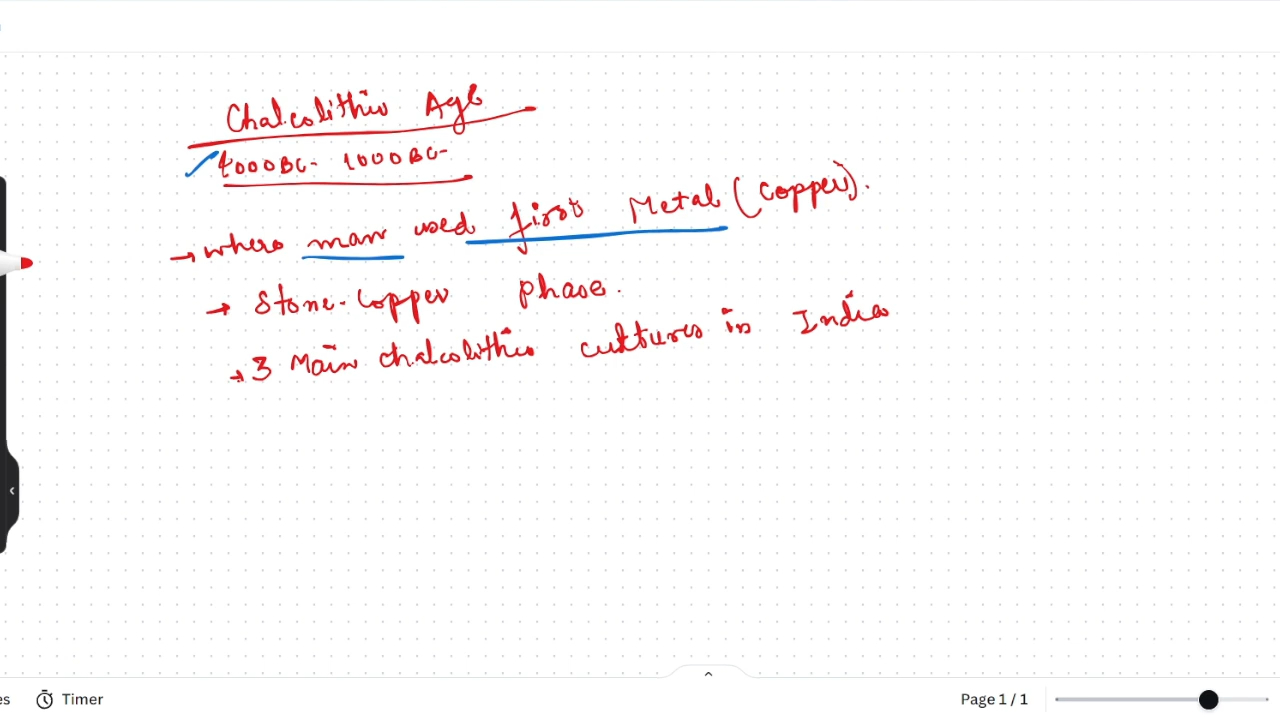 Chalcolithic Age
4000BC- 1000BC-
→ where man used first Metal (Copper).
→ Stone-Copper phase.
→ 3 Main chalcolithic cultures in India
es Timer
Page 1 / 1